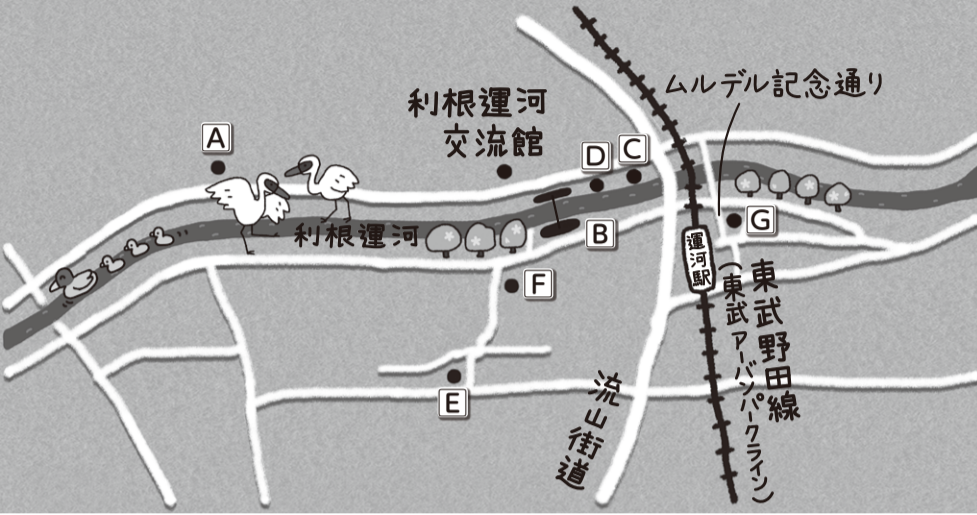 ムルデル記念通り
利根運河
交流館
A
D
C
利根運河
B
G
運河駅
F
東武野田線
(東武アーバンパークライン)
E
流山街道